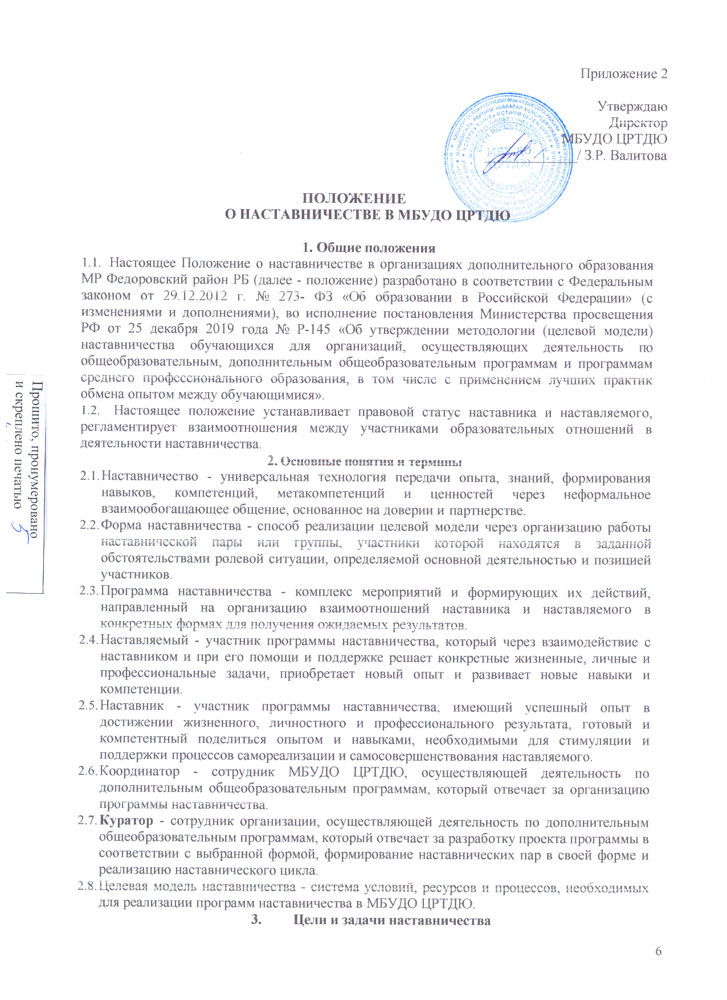 Приложение 2
Утверждаю
Директор
МБУДО ЦРТДЮ
/ З.Р. Валитова
МБУДО
ЦРТДЮ
ПОЛОЖЕНИЕ
О НАСТАВНИЧЕСТВЕ В МБУДО ЦРТДЮ
1. Общие положения
1.1. Настоящее Положение о наставничестве в организациях дополнительного образования
МР Федоровский район РБ (далее - положение) разработано в соответствии с Федеральным
законом от 29.12.2012 г. № 273- ФЗ «Об образовании в Российской Федерации» (с
изменениями и дополнениями), во исполнение постановления Министерства просвещения
РФ от 25 декабря 2019 года № Р-145 «Об утверждении методологии (целевой модели)
наставничества обучающихся для организаций, осуществляющих деятельность по
общеобразовательным, дополнительным общеобразовательным программам и программам
среднего профессионального образования, в том числе с применением лучших практик
обмена опытом между обучающимися».
1.2. Настоящее положение устанавливает правовой статус наставника и наставляемого,
регламентирует взаимоотношения между участниками образовательных отношений в
деятельности наставничества.
2. Основные понятия и термины
2.1. Наставничество - универсальная технология передачи опыта, знаний, формирования
навыков, компетенций, метакомпетенций и ценностей через неформальное
взаимообогащающее общение, основанное на доверии и партнерстве.
2.2. Форма наставничества - способ реализации целевой модели через организацию работы
наставнической пары или группы, участники которой находятся в заданной
обстоятельствами ролевой ситуации, определяемой основной деятельностью и позицией
участников.
2.3. Программа наставничества - комплекс мероприятий и формирующих их действий,
направленный на организацию взаимоотношений наставника и наставляемого в
конкретных формах для получения ожидаемых результатов.
2.4. Наставляемый - участник программы наставничества, который через взаимодействие с
наставником и при его помощи и поддержке решает конкретные жизненные, личные и
профессиональные задачи, приобретает новый опыт и развивает новые навыки и
компетенции.
2.5. Наставник - участник программы наставничества, имеющий успешный опыт в
достижении жизненного, личностного и профессионального результата, готовый и
компетентный поделиться опытом и навыками, необходимыми для стимуляции и
поддержки процессов самореализации и самосовершенствования наставляемого.
2.6. Координатор - сотрудник МБУДО ЦРТДЮ, осуществляющей деятельность по
дополнительным общеобразовательным программам, который отвечает за организацию
программы наставничества.
2.7. Куратор - сотрудник организации, осуществляющей деятельность по дополнительным
общеобразовательным программам, который отвечает за разработку проекта программы в
соответствии с выбранной формой, формирование наставнических пар в своей форме и
реализацию наставнического цикла.
2.8. Целевая модель наставничества - система условий, ресурсов и процессов, необходимых
для реализации программ наставничества в МБУДО ЦРТДЮ.
3. Цели и задачи наставничества
6
Прошито, пронумеровано
и скреплено печатью